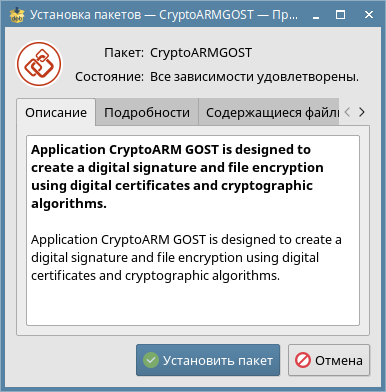 Установка пакетов — CryptoARMGOST — Пр...
Пакет: CryptoARMGOST
Состояние: Все зависимости удовлетворены.
Описание Подробности Содержащиеся файлы
Application CryptoARM GOST is designed to
create a digital signature and file encryption
using digital certificates and cryptographic
algorithms.
Application CryptoARM GOST is designed to create a
digital signature and file encryption using digital
certificates and cryptographic algorithms.
Установить пакет Отмена